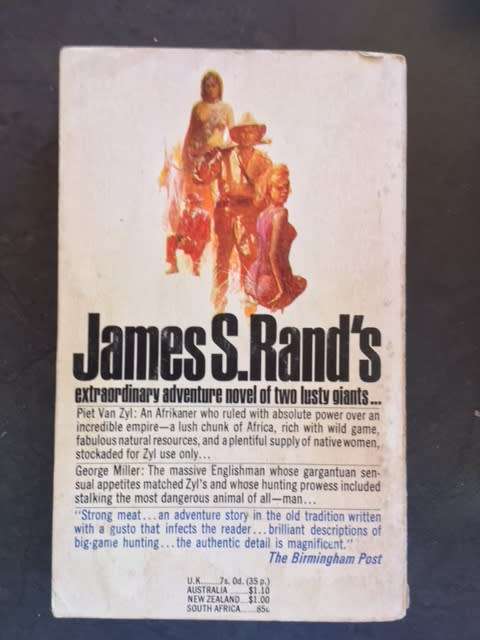 James S. Rand's
extraordinary adventure novel of two lusty giants...
Piet Van Zyl: An Afrikaner who ruled with absolute power over an
incredible empire—a lush chunk of Africa, rich with wild game,
fabulous natural resources, and a plentiful supply of native women,
stockaded for Zyl use only...
George Miller: The massive Englishman whose gargantuan sen-
sual appetites matched Zyl's and whose hunting prowess included
stalking the most dangerous animal of all—man...
"Strong meat...an adventure story in the old tradition written
with a gusto that infects the reader...brilliant descriptions of
big-game hunting...the authentic detail is magnificent."
The Birmingham Post
U.K.......7s. 0d. (35 p.)
AUSTRALIA......$1.10
NEW ZEALAND...$1.00
SOUTH AFRICA......85c